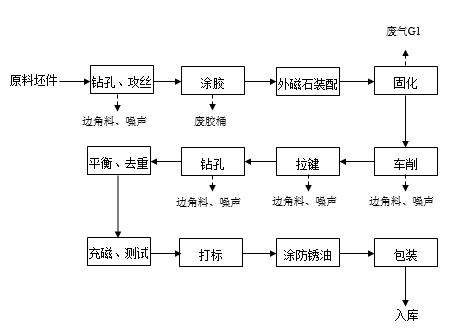 废气G1
原料坯件
钻孔、攻丝
涂胶
外磁石装配
固化
边角料、噪声
废胶桶
平衡、去重
钻孔
拉键
车削
边角料、噪声
边角料、噪声
边角料、噪声
充磁、测试
打标
涂防锈油
包装
入库